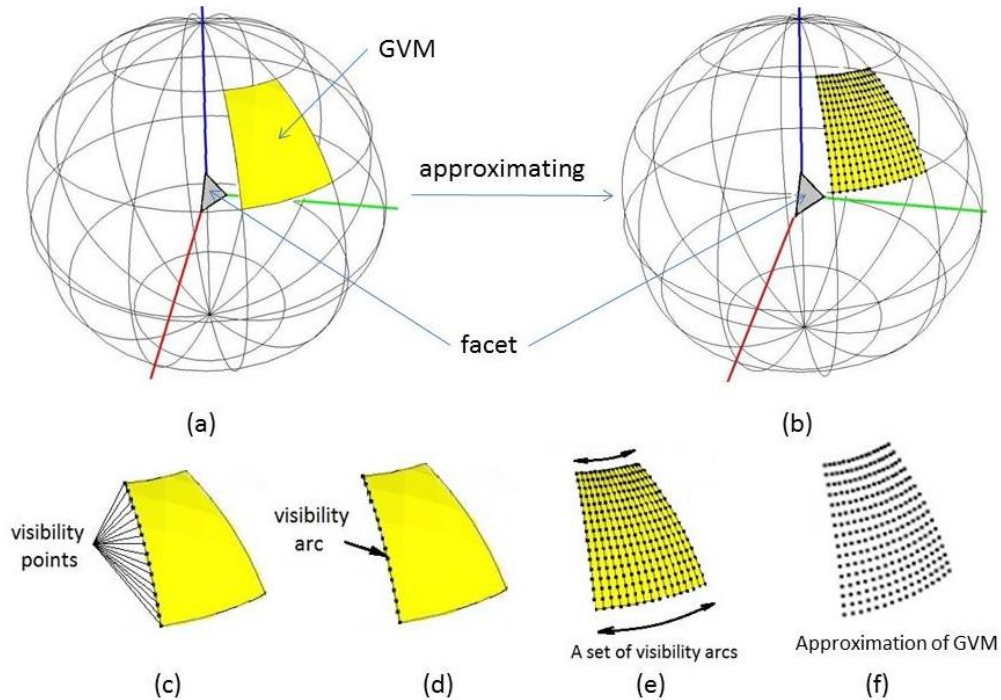 GVM
approximating
facet
(a)
(b)
visibility
points
visibility
arc
A set of visibility arcs
Approximation of GVM
(c)
(d)
(e)
(f)